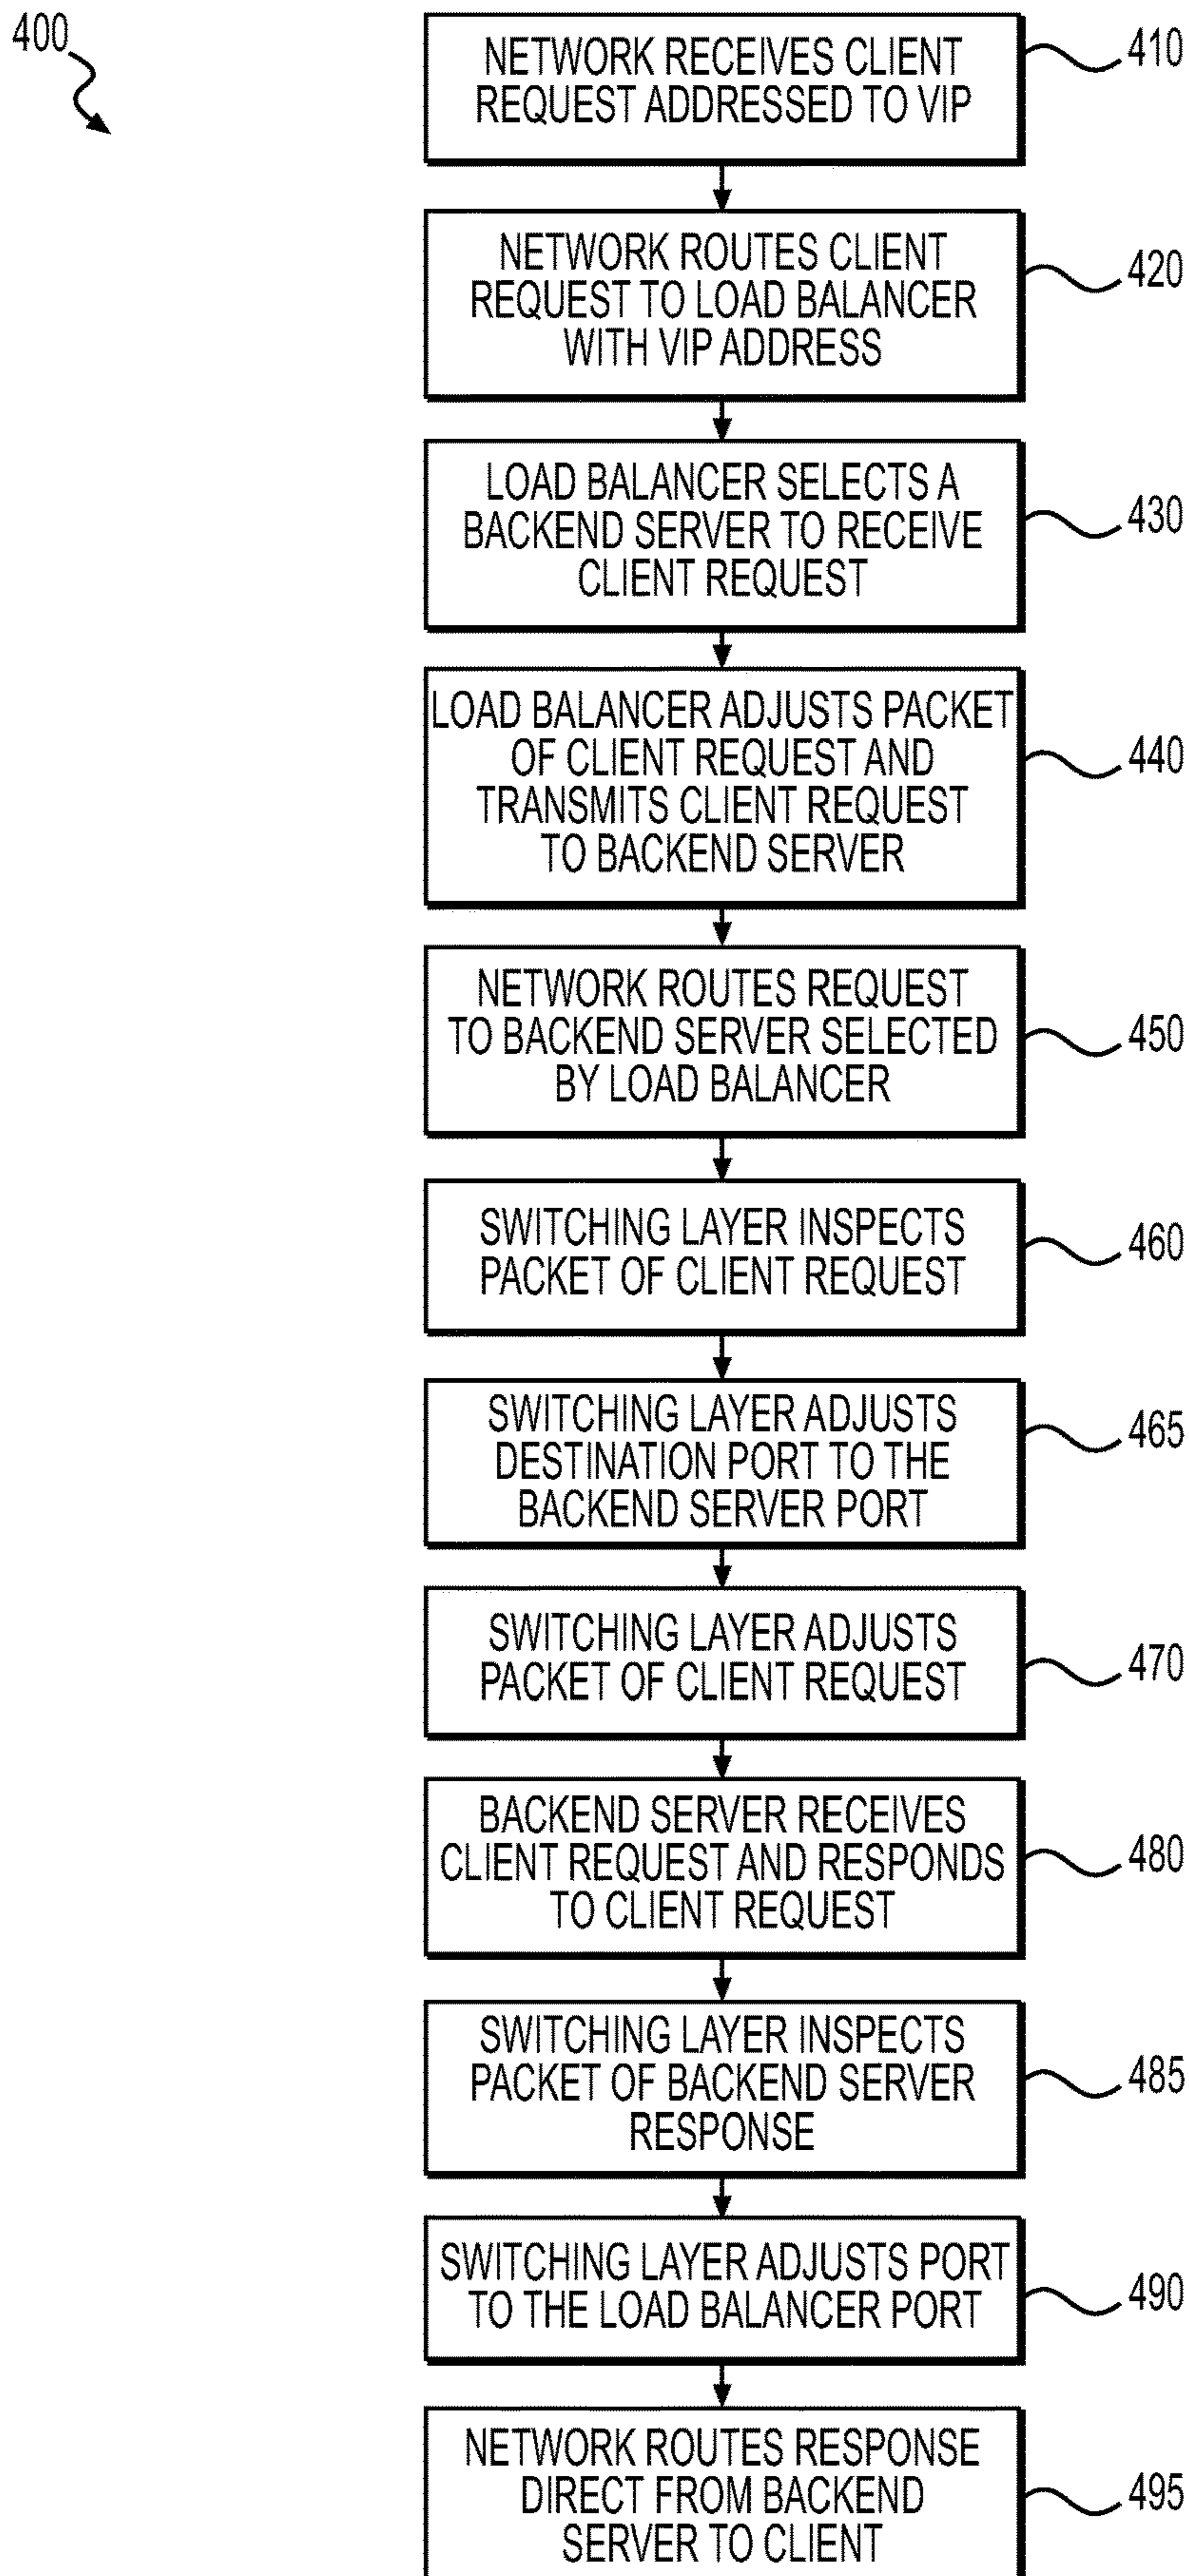 400
NETWORK RECEIVES CLIENT
REQUEST ADDRESSED TO VIP
410
NETWORK ROUTES CLIENT
REQUEST TO LOAD BALANCER
WITH VIP ADDRESS
420
LOAD BALANCER SELECTS A
BACKEND SERVER TO RECEIVE
CLIENT REQUEST
430
LOAD BALANCER ADJUSTS PACKET
OF CLIENT REQUEST AND
TRANSMITS CLIENT REQUEST
TO BACKEND SERVER
440
NETWORK ROUTES REQUEST
TO BACKEND SERVER SELECTED
BY LOAD BALANCER
450
SWITCHING LAYER INSPECTS
PACKET OF CLIENT REQUEST
460
SWITCHING LAYER ADJUSTS
DESTINATION PORT TO THE
BACKEND SERVER PORT
465
SWITCHING LAYER ADJUSTS
PACKET OF CLIENT REQUEST
470
BACKEND SERVER RECEIVES
CLIENT REQUEST AND RESPONDS
TO CLIENT REQUEST
480
SWITCHING LAYER INSPECTS
PACKET OF BACKEND SERVER
RESPONSE
485
SWITCHING LAYER ADJUSTS PORT
TO THE LOAD BALANCER PORT
490
NETWORK ROUTES RESPONSE
DIRECT FROM BACKEND
SERVER TO CLIENT
495